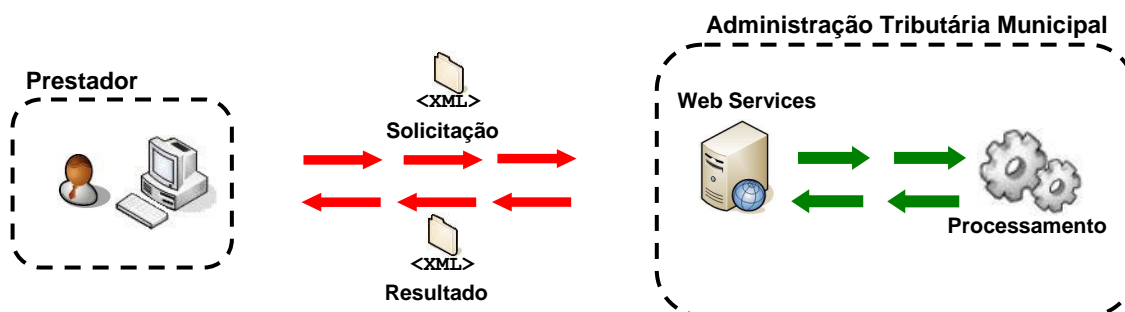 Administração Tributária Municipal
Prestador
<XML>
Solicitação
Web Services
Processamento
<XML>
Resultado